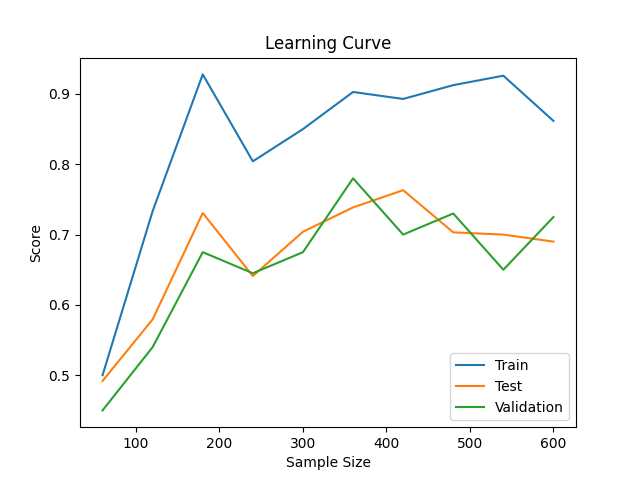 Learning Curve
0.9
0.8
0.7
0.6
0.5
Score
100 200 300 400 500 600
Sample Size
Train
Test
Validation